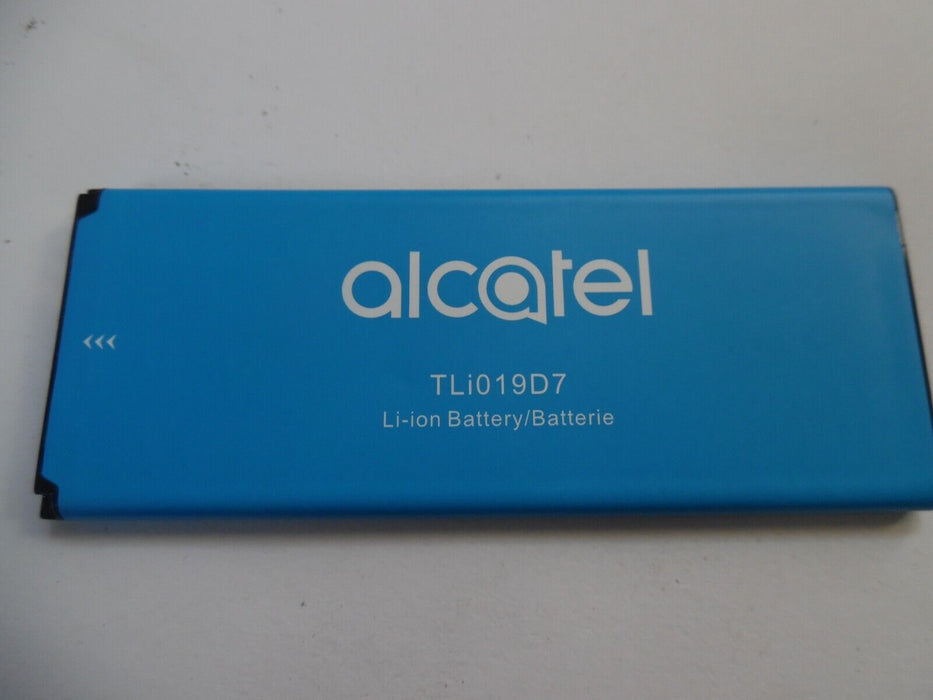 alcatel
‹‹‹
TLi019D7
Li-ion Battery/Batterie